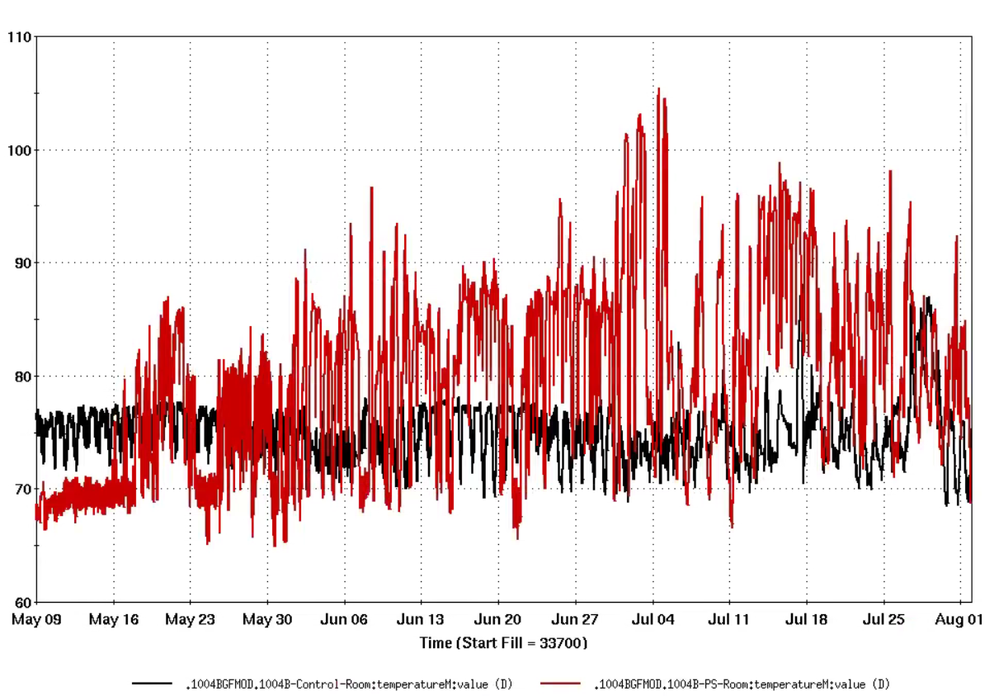 110
100
90
80
70
60
May 09 May 16 May 23 May 30 Jun 06 Jun 13 Jun 20 Jun 27 Jul 04 Jul 11 Jul 18 Jul 25 Aug 01
Time (Start Fill = 33700)
.1004BGFMOD.1004B-Control-Room:temperatureM:value (D) .1004BGFMOD.1004B-PS-Room:temperatureM:value (D)